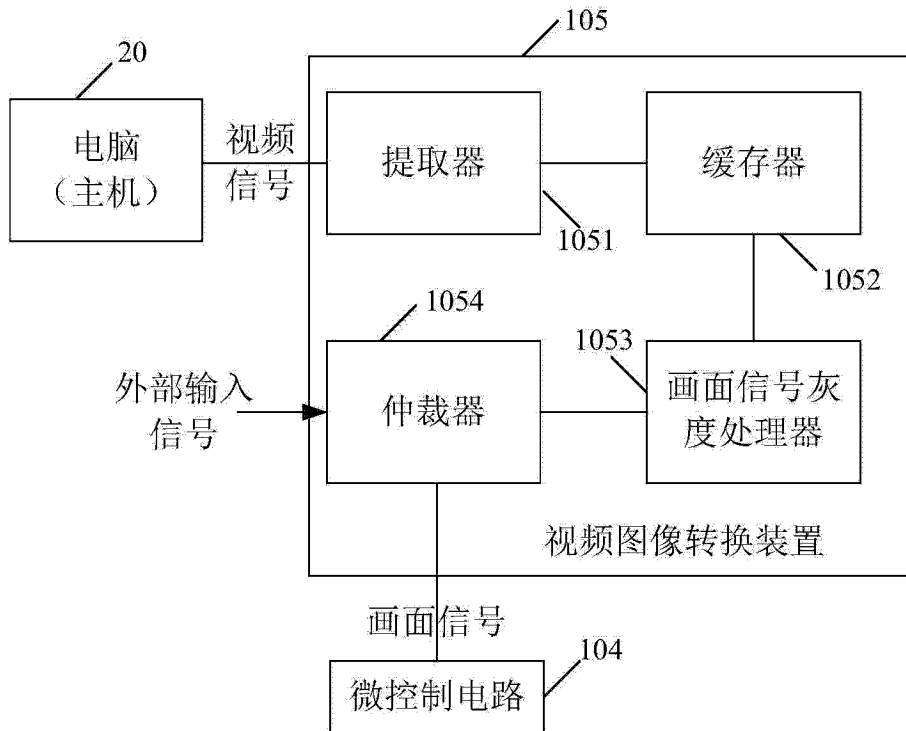 105
20
电脑
（主机）
视频
信号
提取器
1051
缓存器
1052
1054
外部输入
信号
仲裁器
1053
画面信号灰
度处理器
视频图像转换装置
画面信号
104
微控制电路